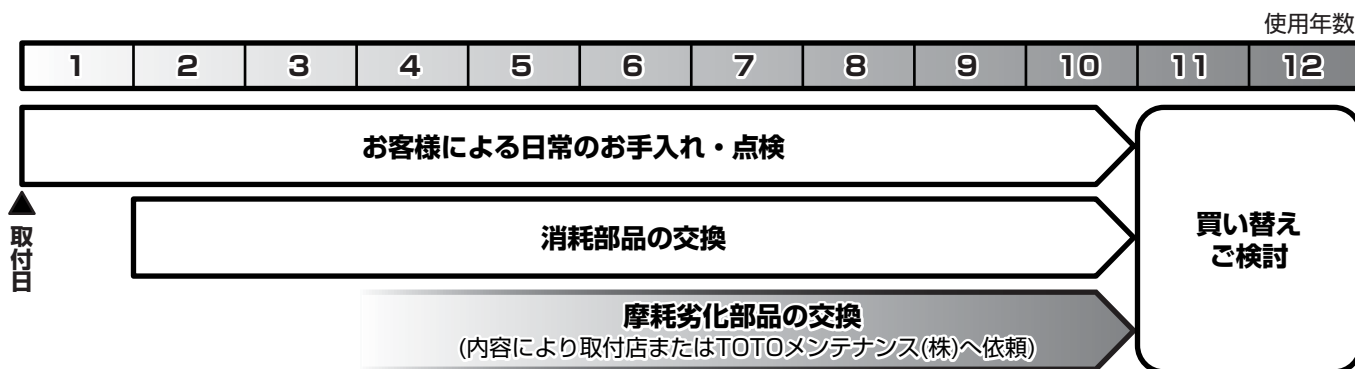 使用年数
1 2 3 4 5 6 7 8 9 10 11 12
お客様による日常のお手入れ・点検
取付日
消耗部品の交換
買い替え
ご検討
摩耗劣化部品の交換
(内容により取付店またはTOTOメンテナンス(株)へ依頼)